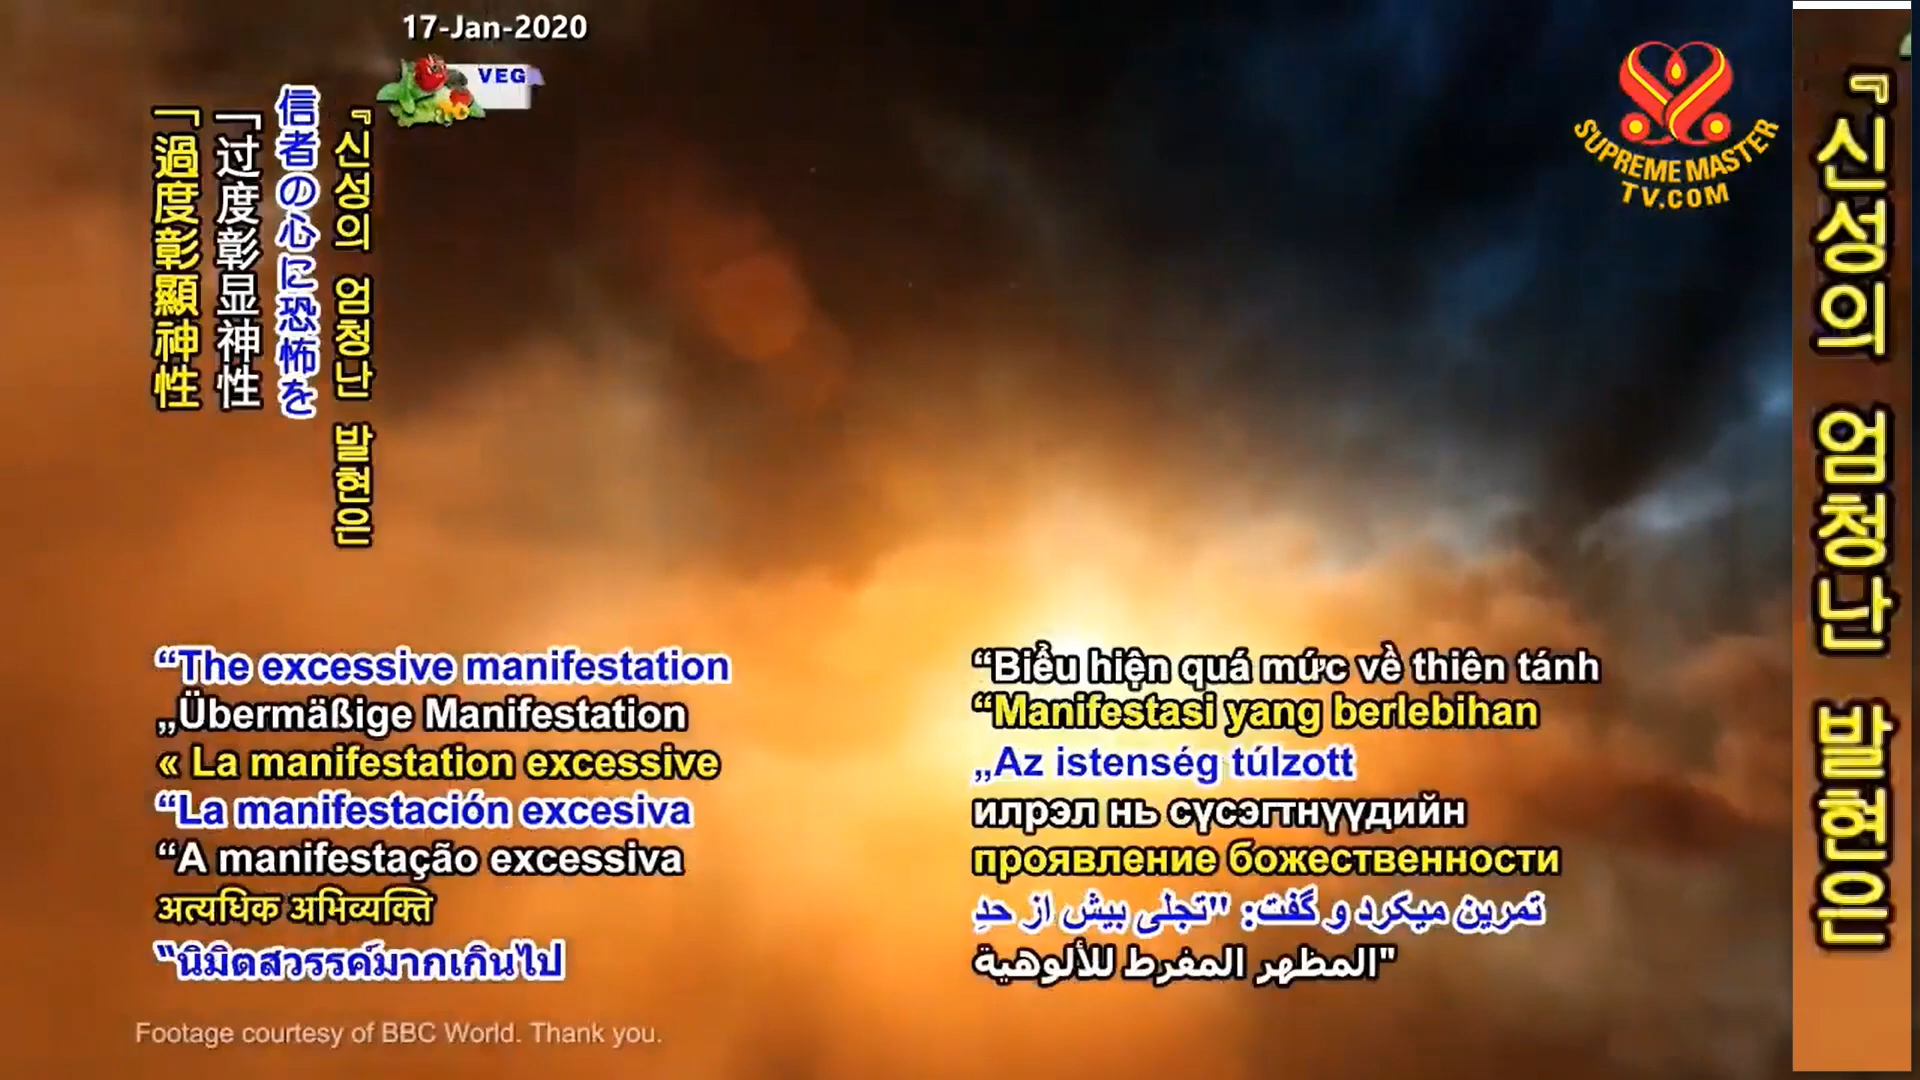 17-Jan-2020
VEG
SUPREME MASTER
TV.COM
『신성의 엄청난 발현은
信者の心に恐怖を
「过度彰显神性
「過度彰顯神性
『신성의 엄청난 발현은
“The excessive manifestation
„Übermäßige Manifestation
« La manifestation excessive
“La manifestación excesiva
“A manifestação excessiva
अत्यधिक अभिव्यक्ति
“นิมิตสวรรค์มากเกินไป
“Biểu hiện quá mức về thiên tánh
“Manifestasi yang berlebihan
„Az istenség túlzott
илрэл нь сүсэгтнүүдийн
проявление божественности
تمرین میکرد و گفت: "تجلی بیش از حدِ
"المظهر المفرط للألوهية
Footage courtesy of BBC World. Thank you.